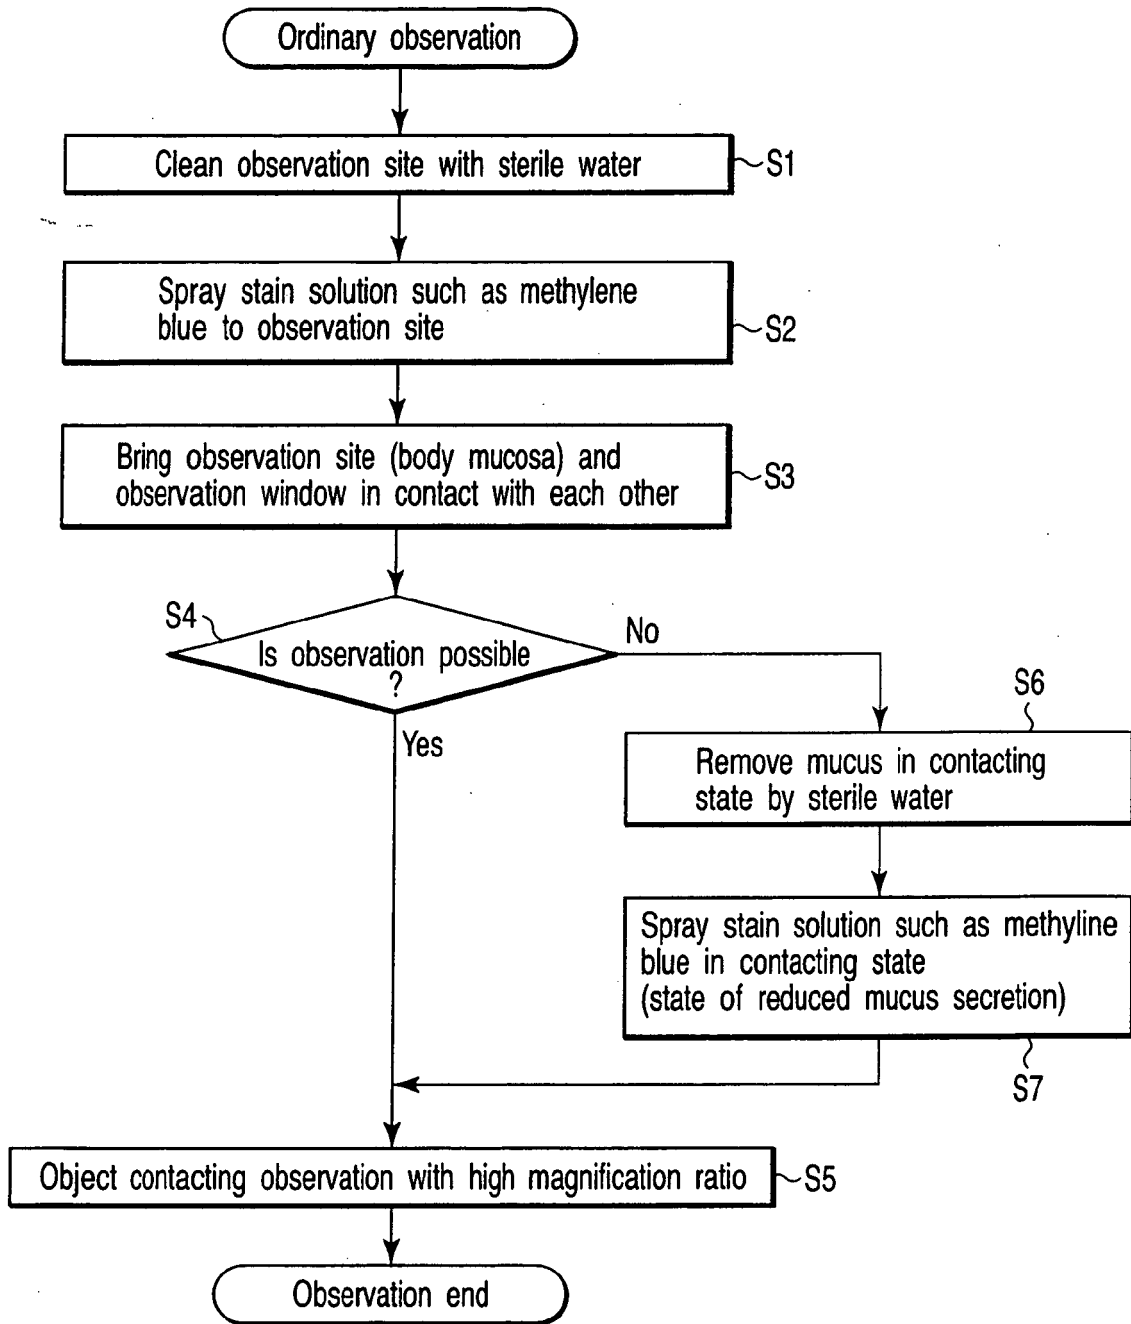 Ordinary observation
Clean observation site with sterile water
S1
Spray stain solution such as methylene
blue to observation site
S2
Bring observation site (body mucosa) and
observation window in contact with each other
S3
S4
Is observation possible
?
No
Yes
S6
Remove mucus in contacting
state by sterile water
Spray stain solution such as methyline
blue in contacting state
(state of reduced mucus secretion)
S7
Object contacting observation with high magnification ratio
S5
Observation end